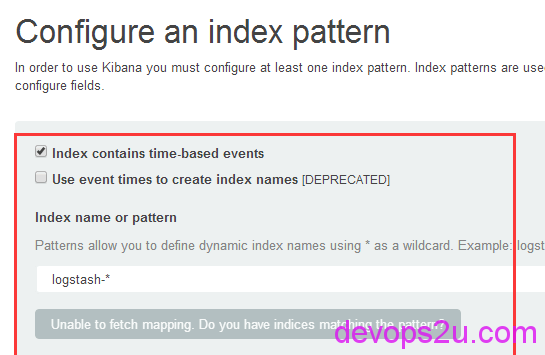 Configure an index pattern
In order to use Kibana you must configure at least one index pattern. Index patterns are use
configure fields.
Index contains time-based events
Use event times to create index names [DEPRECATED]
Index name or pattern
Patterns allow you to define dynamic index names using * as a wildcard. Example: logst
logstash-*
Unable to fetch mapping. Do you have indices matching the pattern?
devops2u.com